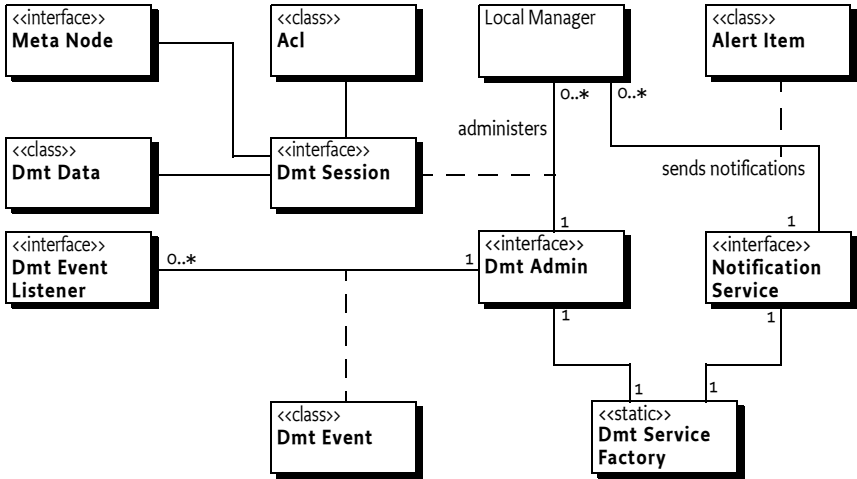 <<interface>>
Meta Node
<<class>>
Acl
Local Manager
<<class>>
Alert Item
0..*
0..*
administers
<<class>>
Dmt Data
<<interface>>
Dmt Session
sends notifications
1
1
<<interface>>
Dmt Event
Listener
0..*
1
<<interface>>
Dmt Admin
<<interface>>
Notification
Service
1
1
1
1
<<class>>
Dmt Event
<<static>>
Dmt Service
Factory